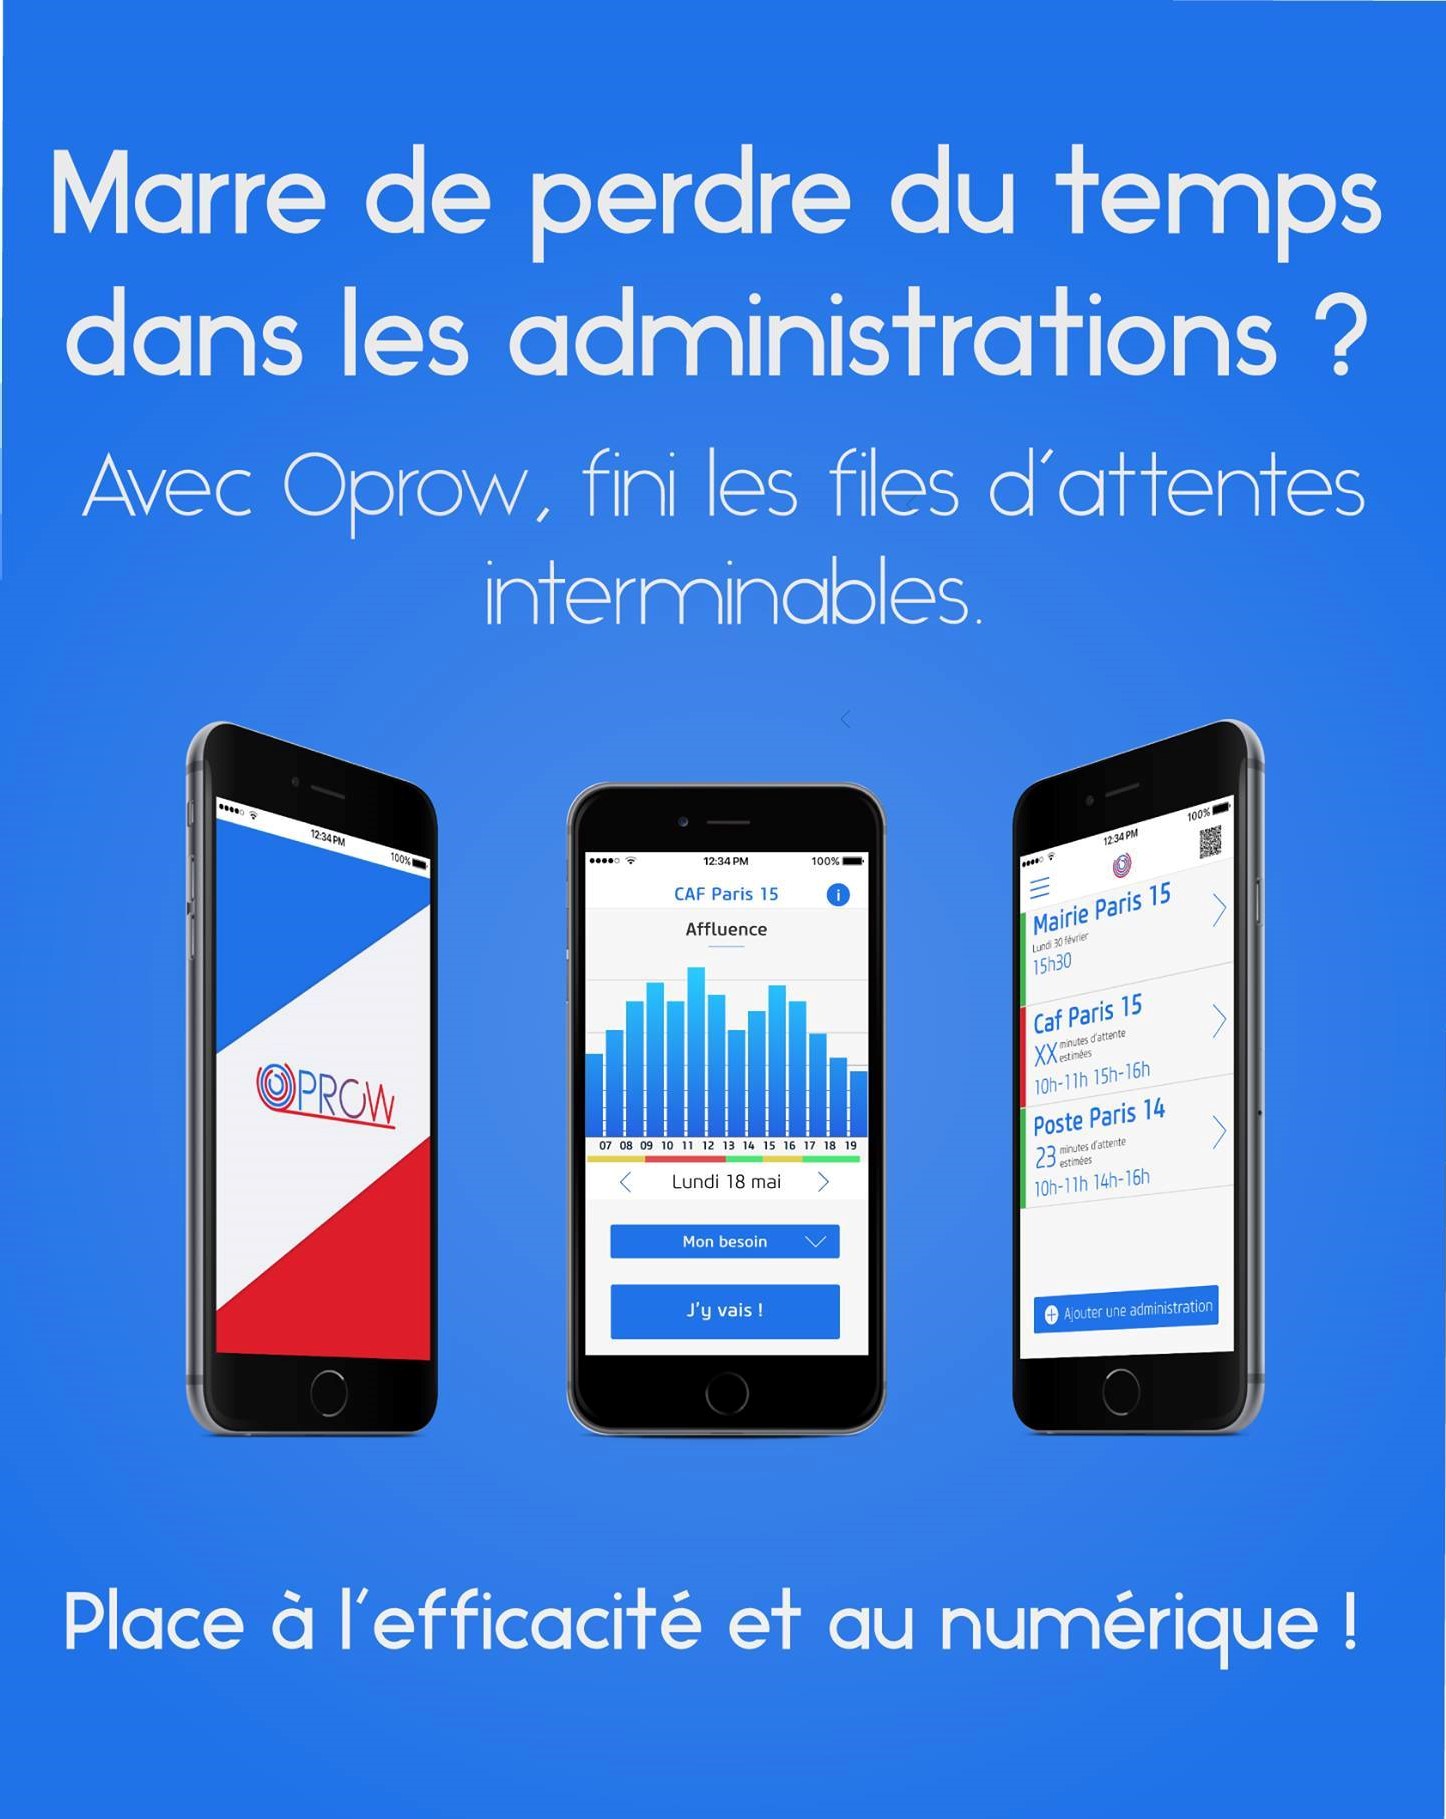 Marre de perdre du temps
dans les administrations ?
Avec Oprow, fini les files d'attentes
interminables.
12:34 PM
100%
OPROW
12:34 PM 100%
CAF Paris 15 i
Affluence
07 08 09 10 11 12 13 14 15 16 17 18 19
Lundi 18 mai
Mon besoin
J'y vais !
12:34 PM 100%
Mairie Paris 15
Lundi 30 février
15h30
Caf Paris 15
XX minutes d'attente
estimées
10h-11h 15h-16h
Poste Paris 14
23 minutes d'attente
estimées
10h-11h 14h-16h
Ajouter une administration
Place à l'efficacité et au numérique !